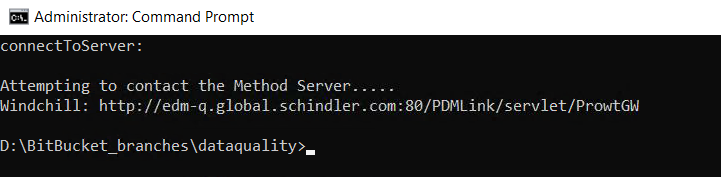 Administrator: Command Prompt
connectToServer:
Attempting to contact the Method Server.....
Windchill: http://edm-q.global.schindler.com:80/PDMLink/servlet/ProwtGW
D:\BitBucket_branches\dataquality>